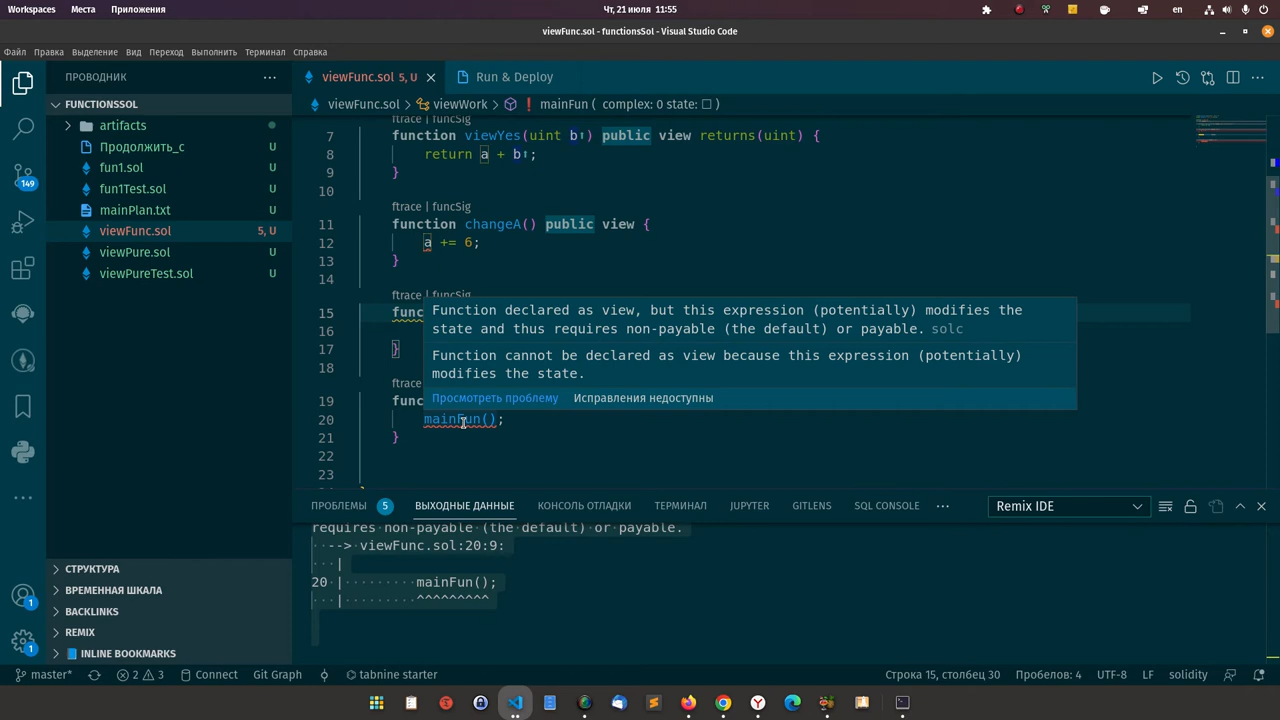 Workspaces Места Приложения
Чт, 21 июля 11:55
en
viewFunc.sol - functionsSol - Visual Studio Code
Файл Правка Выделение Вид Переход Выполнить Терминал Справка
ПРОВОДНИК
viewFunc.sol 5, U
Run & Deploy
FUNCTIONSSOL
viewFunc.sol > viewWork > mainFun ( complex: 0 state: )
artifacts
Продолжить_с U
fun1.sol U
fun1Test.sol U
mainPlan.txt U
viewFunc.sol 5, U
viewPure.sol U
viewPureTest.sol U
149
ftrace | funcSig
7 function viewYes(uint b) public view returns(uint) {
8 return a + b;
9 }
10
ftrace | funcSig
11 function changeA() public view {
12 a += 6;
13 }
14
ftrace | funcSig
15 func
16
17 }
18
ftrace
19 func
20 mainFun();
21 }
22
23
Function declared as view, but this expression (potentially) modifies the
state and thus requires non-payable (the default) or payable. solc
Function cannot be declared as view because this expression (potentially)
modifies the state.
Просмотреть проблему Исправления недоступны
ПРОБЛЕМЫ 5 ВЫХОДНЫЕ ДАННЫЕ КОНСОЛЬ ОТЛАДКИ ТЕРМИНАЛ JUPYTER GITLENS SQL CONSOLE
Remix IDE
requires non-payable (the default) or payable.
--> viewFunc.sol:20:9:
|
20 | mainFun();
| ^^^^^^^^^
СТРУКТУРА
ВРЕМЕННАЯ ШКАЛА
BACKLINKS
REMIX
INLINE BOOKMARKS
1
1
master* 2 3 Connect Git Graph tabnine starter
Строка 15, столбец 30 Пробелов: 4 UTF-8 LF solidity